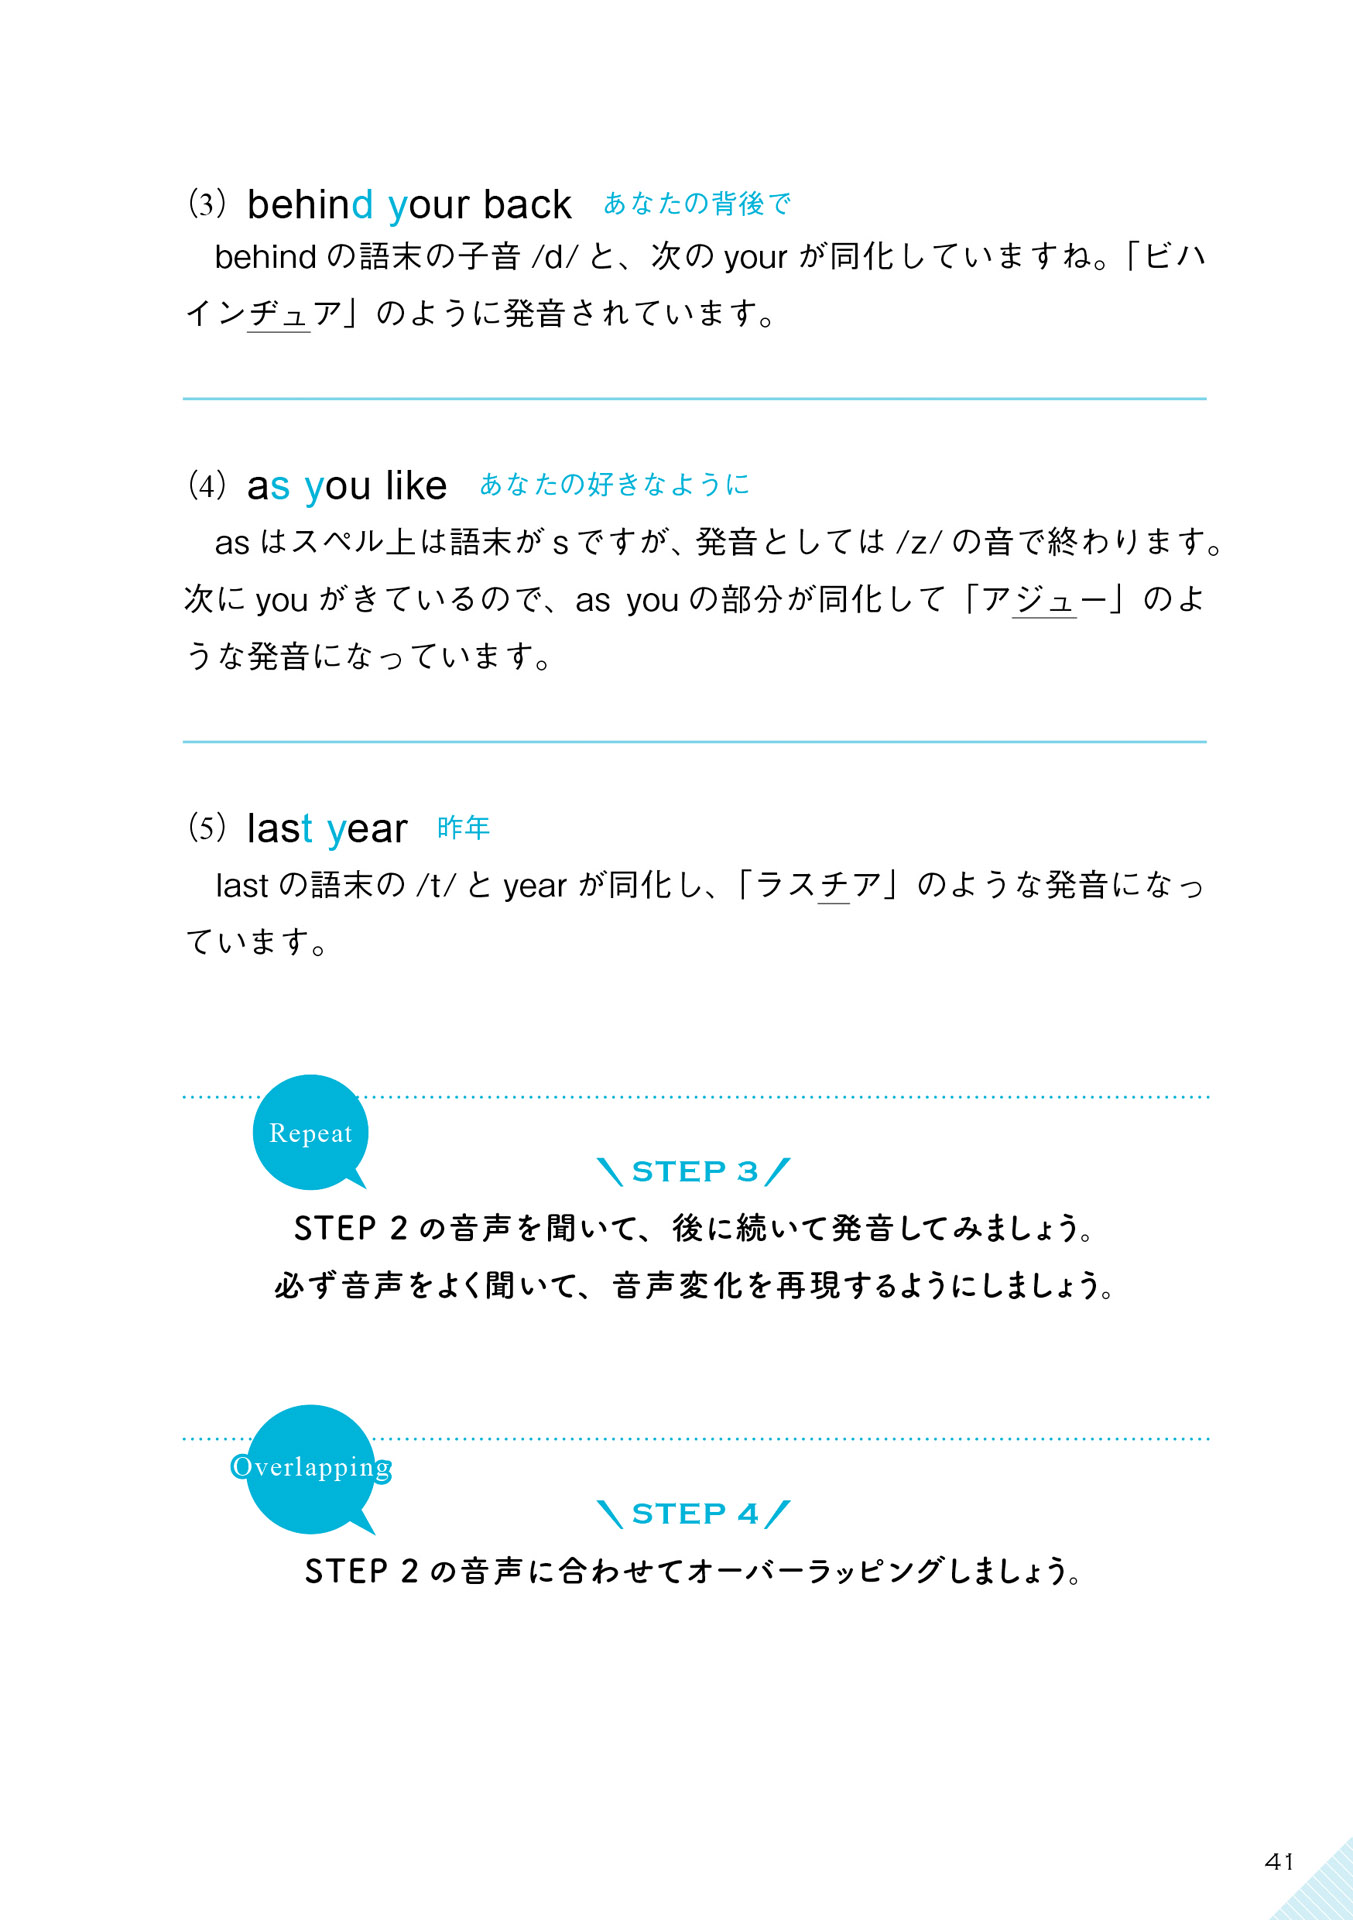 (3) behind your back あなたの背後で
behind の語末の子音 /d/ と、次の your が同化していますね。「ビハ
インヂュア」のように発音されています。
(4) as you like あなたの好きなように
as はスペル上は語末が s ですが、発音としては /z/ の音で終わります。
次に you がきているので、as you の部分が同化して「アジュー」のよ
うな発音になっています。
(5) last year 昨年
last の語末の /t/ と year が同化し、「ラスチア」のような発音になっ
ています。
Repeat
\ STEP 3 /
STEP 2 の音声を聞いて、後に続いて発音してみましょう。
必ず音声をよく聞いて、音声変化を再現するようにしましょう。
Overlapping
\ STEP 4 /
STEP 2 の音声に合わせてオーバーラッピングしましょう。
41